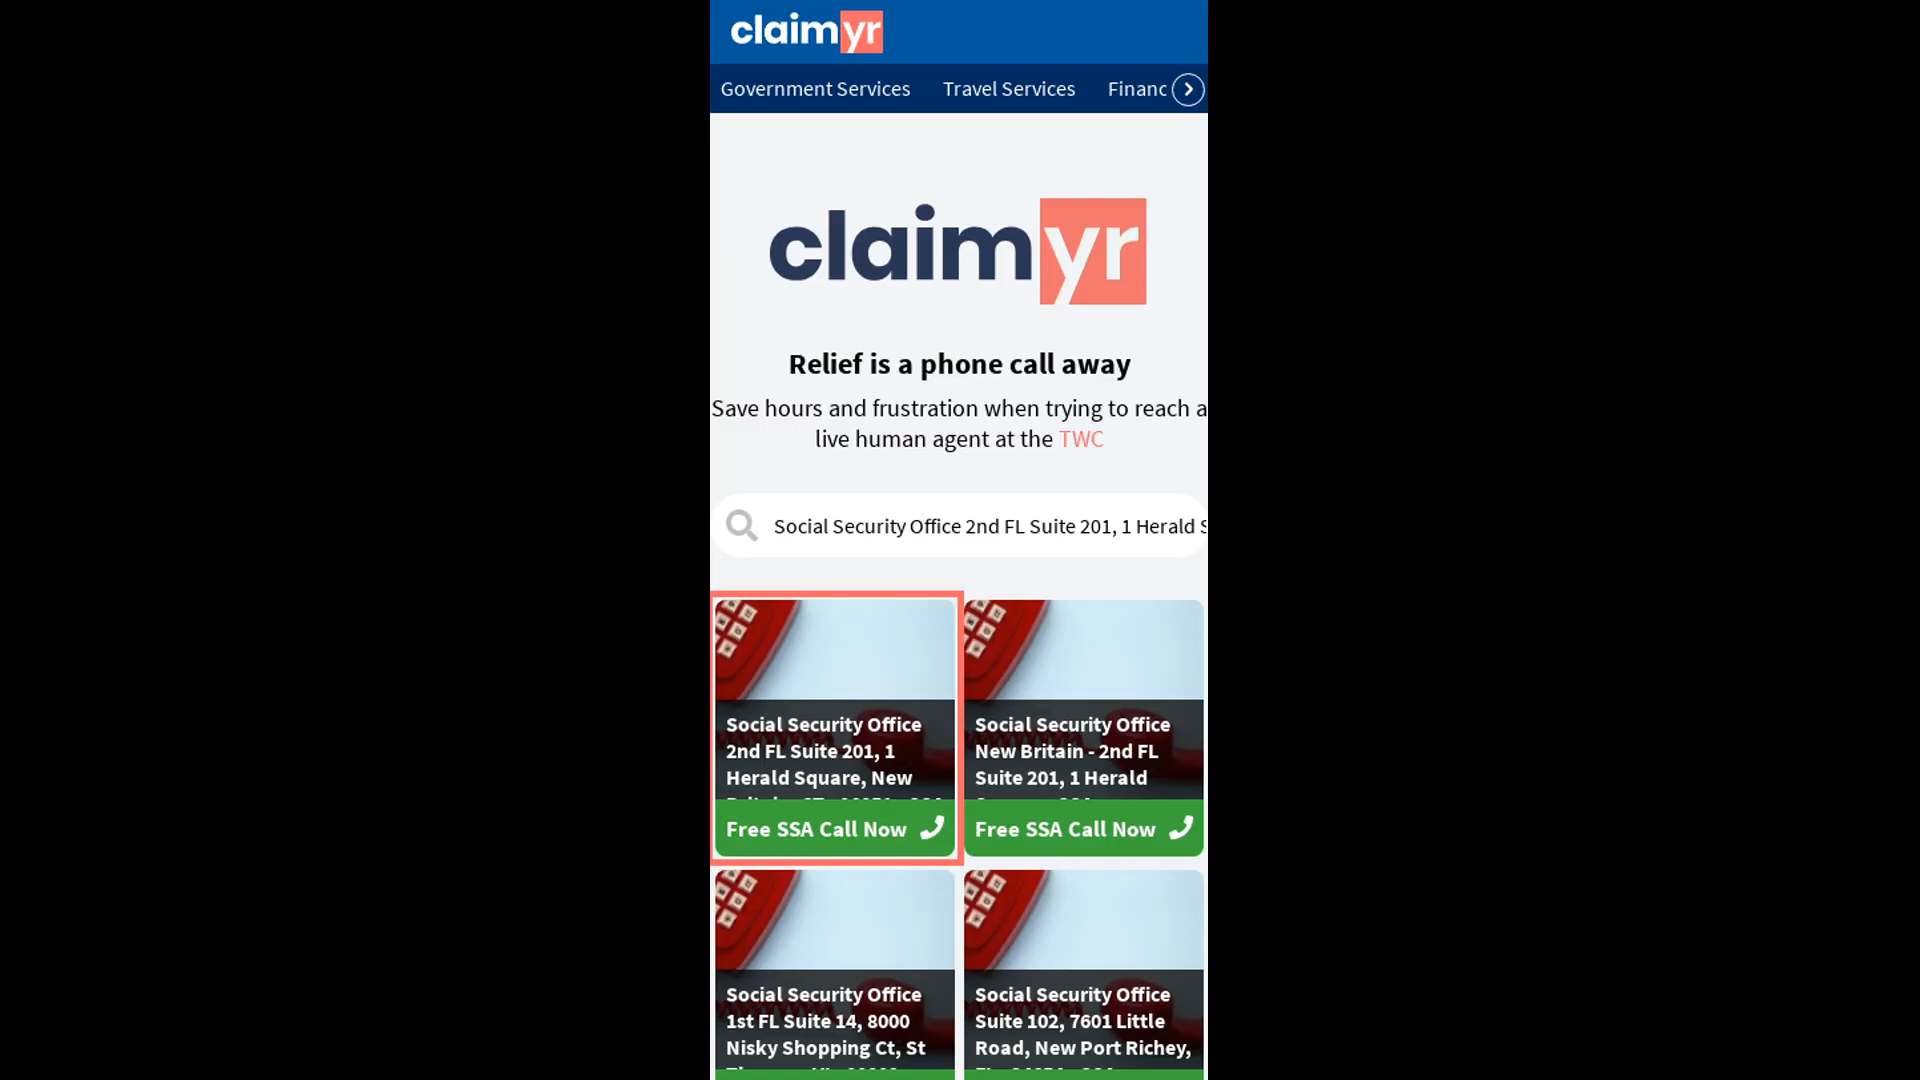 claimyr
Government Services
Travel Services
Financ
claimyr
Relief is a phone call away
Save hours and frustration when trying to reach a
live human agent at the TWC
Social Security Office 2nd FL Suite 201, 1 Herald S
Social Security Office
2nd FL Suite 201, 1
Herald Square, New
Free SSA Call Now
Social Security Office
New Britain - 2nd FL
Suite 201, 1 Herald
Free SSA Call Now
Social Security Office
1st FL Suite 14, 8000
Nisky Shopping Ct, St
Social Security Office
Suite 102, 7601 Little
Road, New Port Richey,